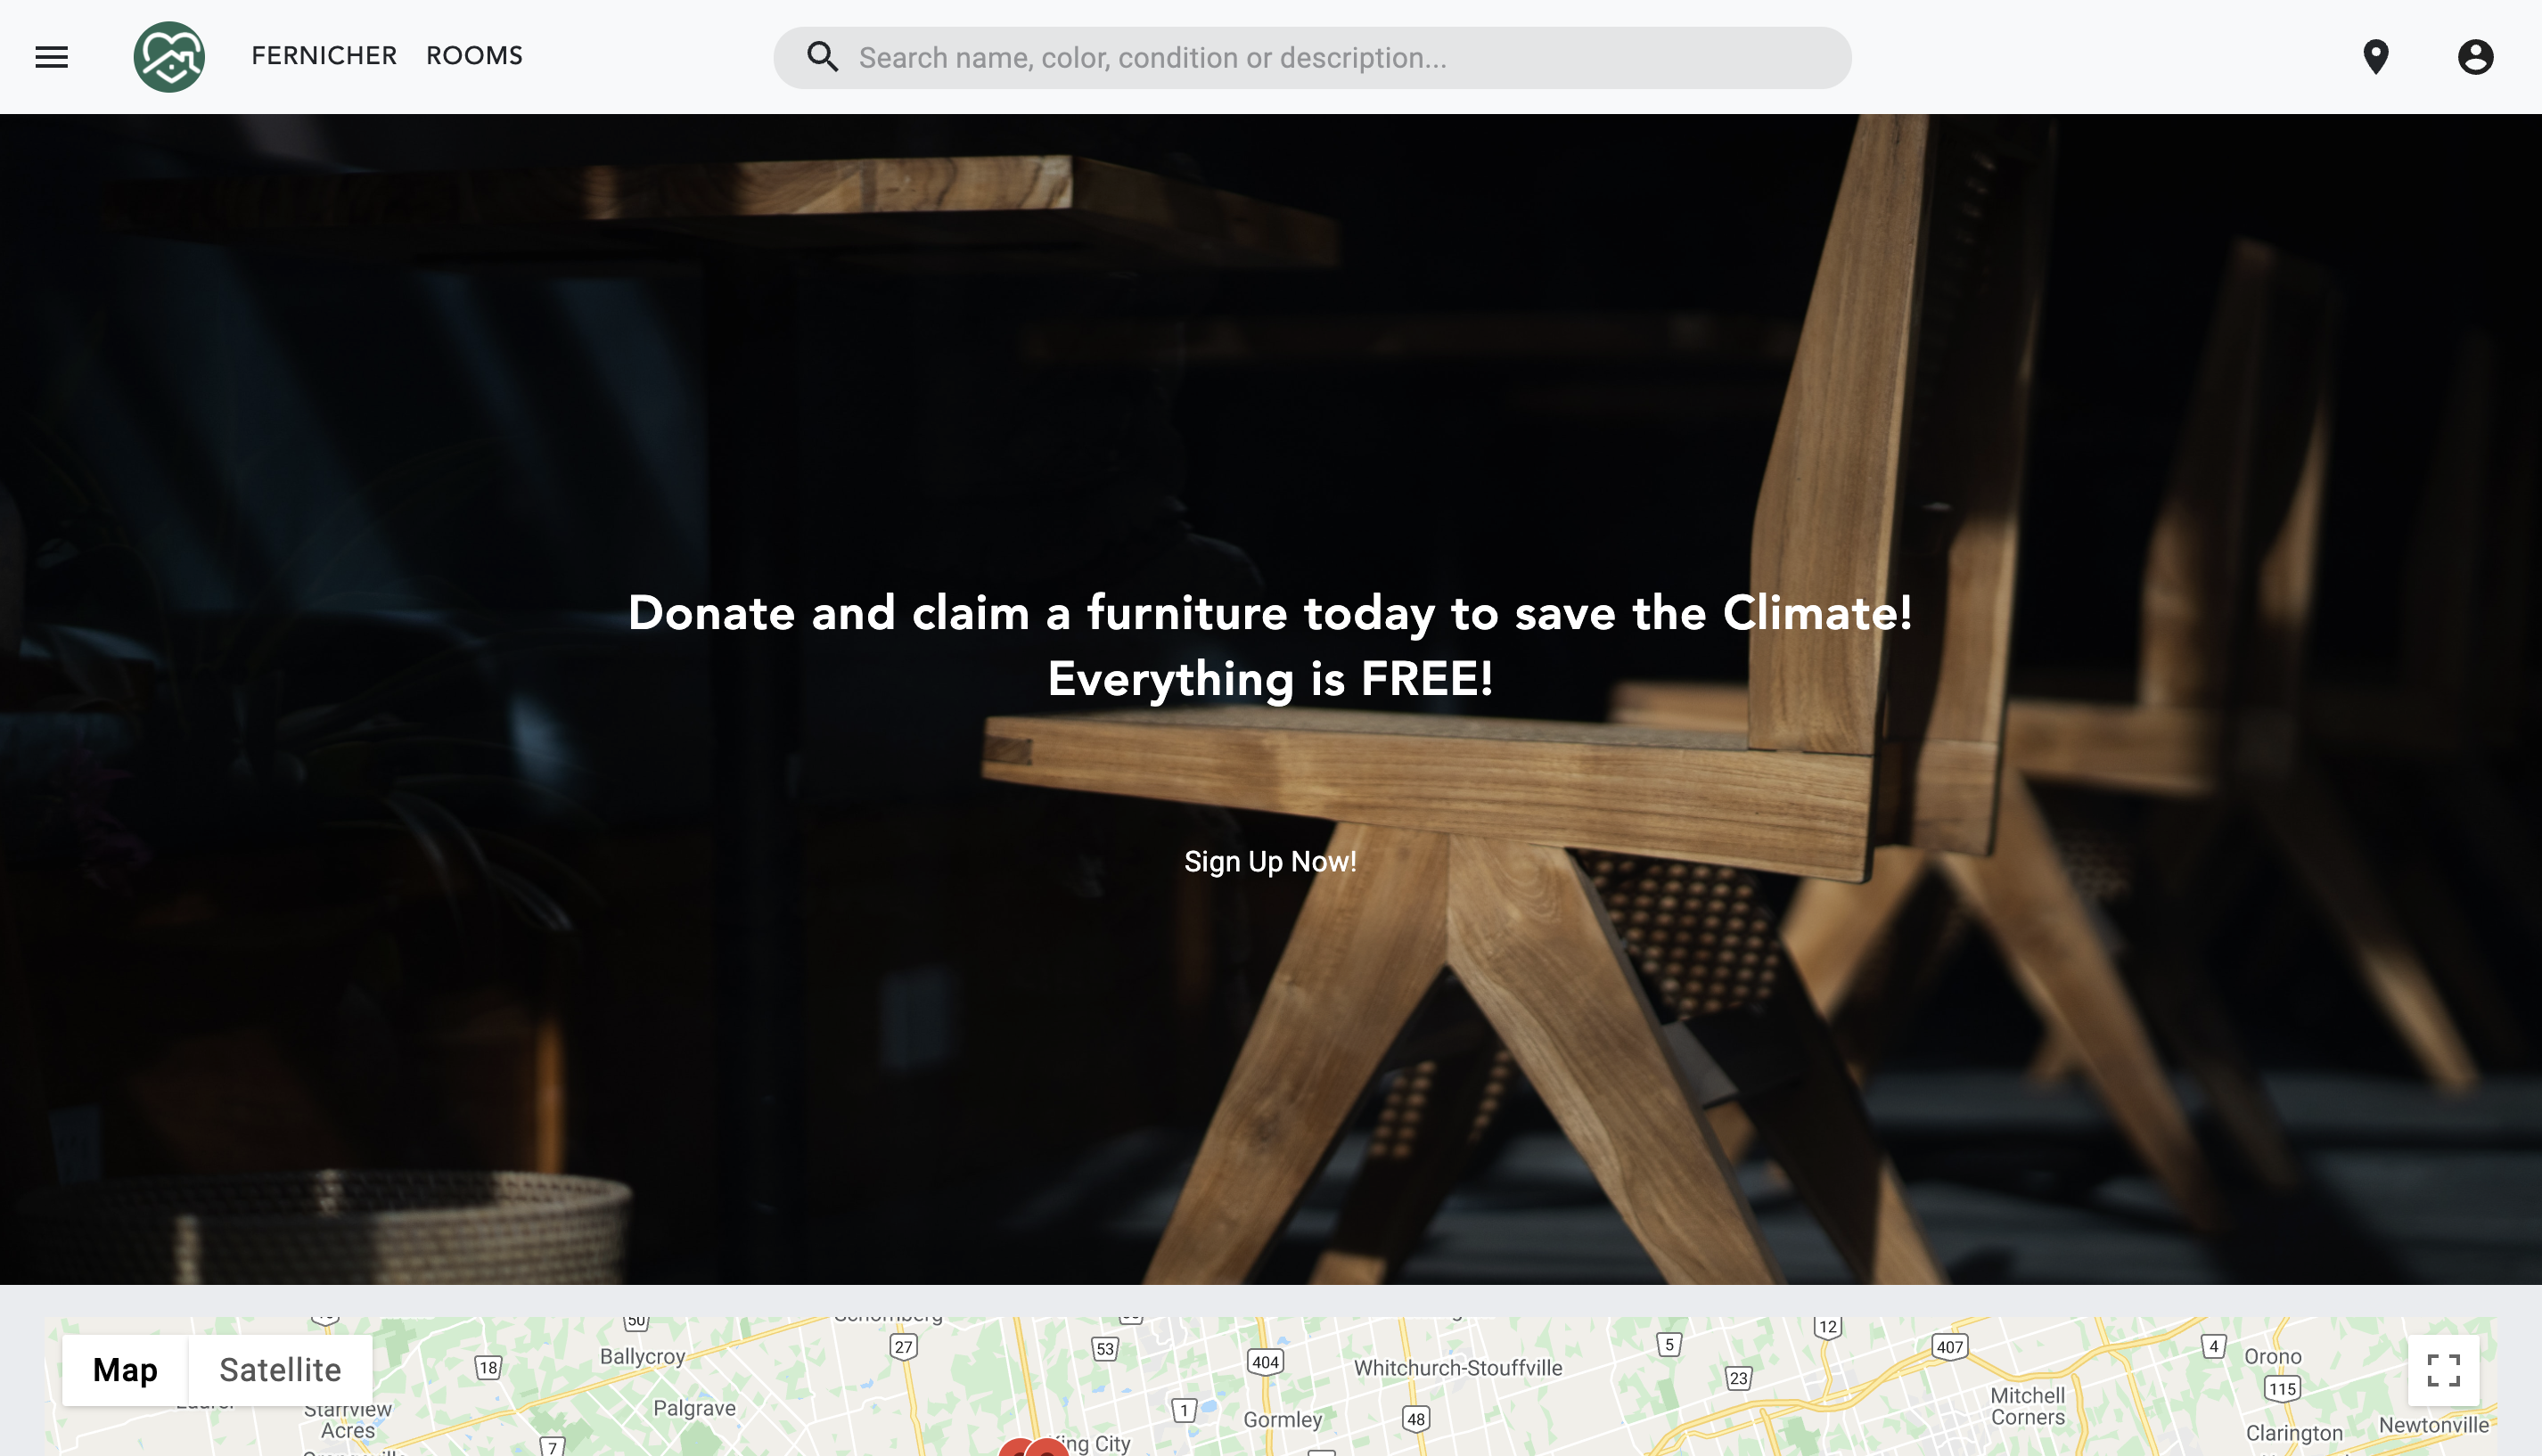 FERNICHER ROOMS
Search name, color, condition or description...
Donate and claim a furniture today to save the Climate!
Everything is FREE!
Sign Up Now!
Map Satellite
50
27
53
404
12
5
407
4
Ballycroy
18
Whitchurch-Stouffville
Orono
23
115
Starrview
Acres
Palgrave
1
Gormley
48
Mitchell
Corners
Clarington
Newtonville
7
King City